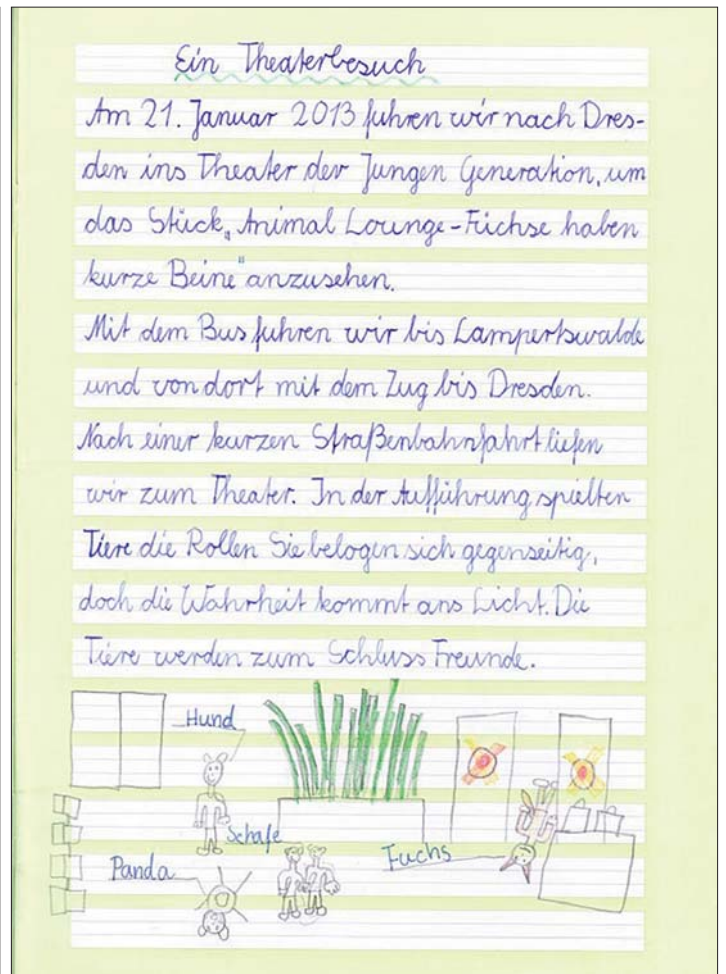 Ein Theaterbesuch
Am 21. Januar 2013 fuhren wir nach Dres-
den ins Theater der Jungen Generation, um
das Stück „Animal Lounge-Füchse haben
kurze Beine" anzusehen.
Mit dem Bus fuhren wir bis Lampertswalde
und von dort mit dem Zug bis Dresden.
Nach einer kurzen Straßenbahnfahrt liefen
wir zum Theater. In der Aufführung spielten
Tiere die Rollen Sie belogen sich gegenseitig,
doch die Wahrheit kommt ans Licht. Die
Tiere werden zum Schluss Freunde.
Hund
Schafe
Fuchs
Panda